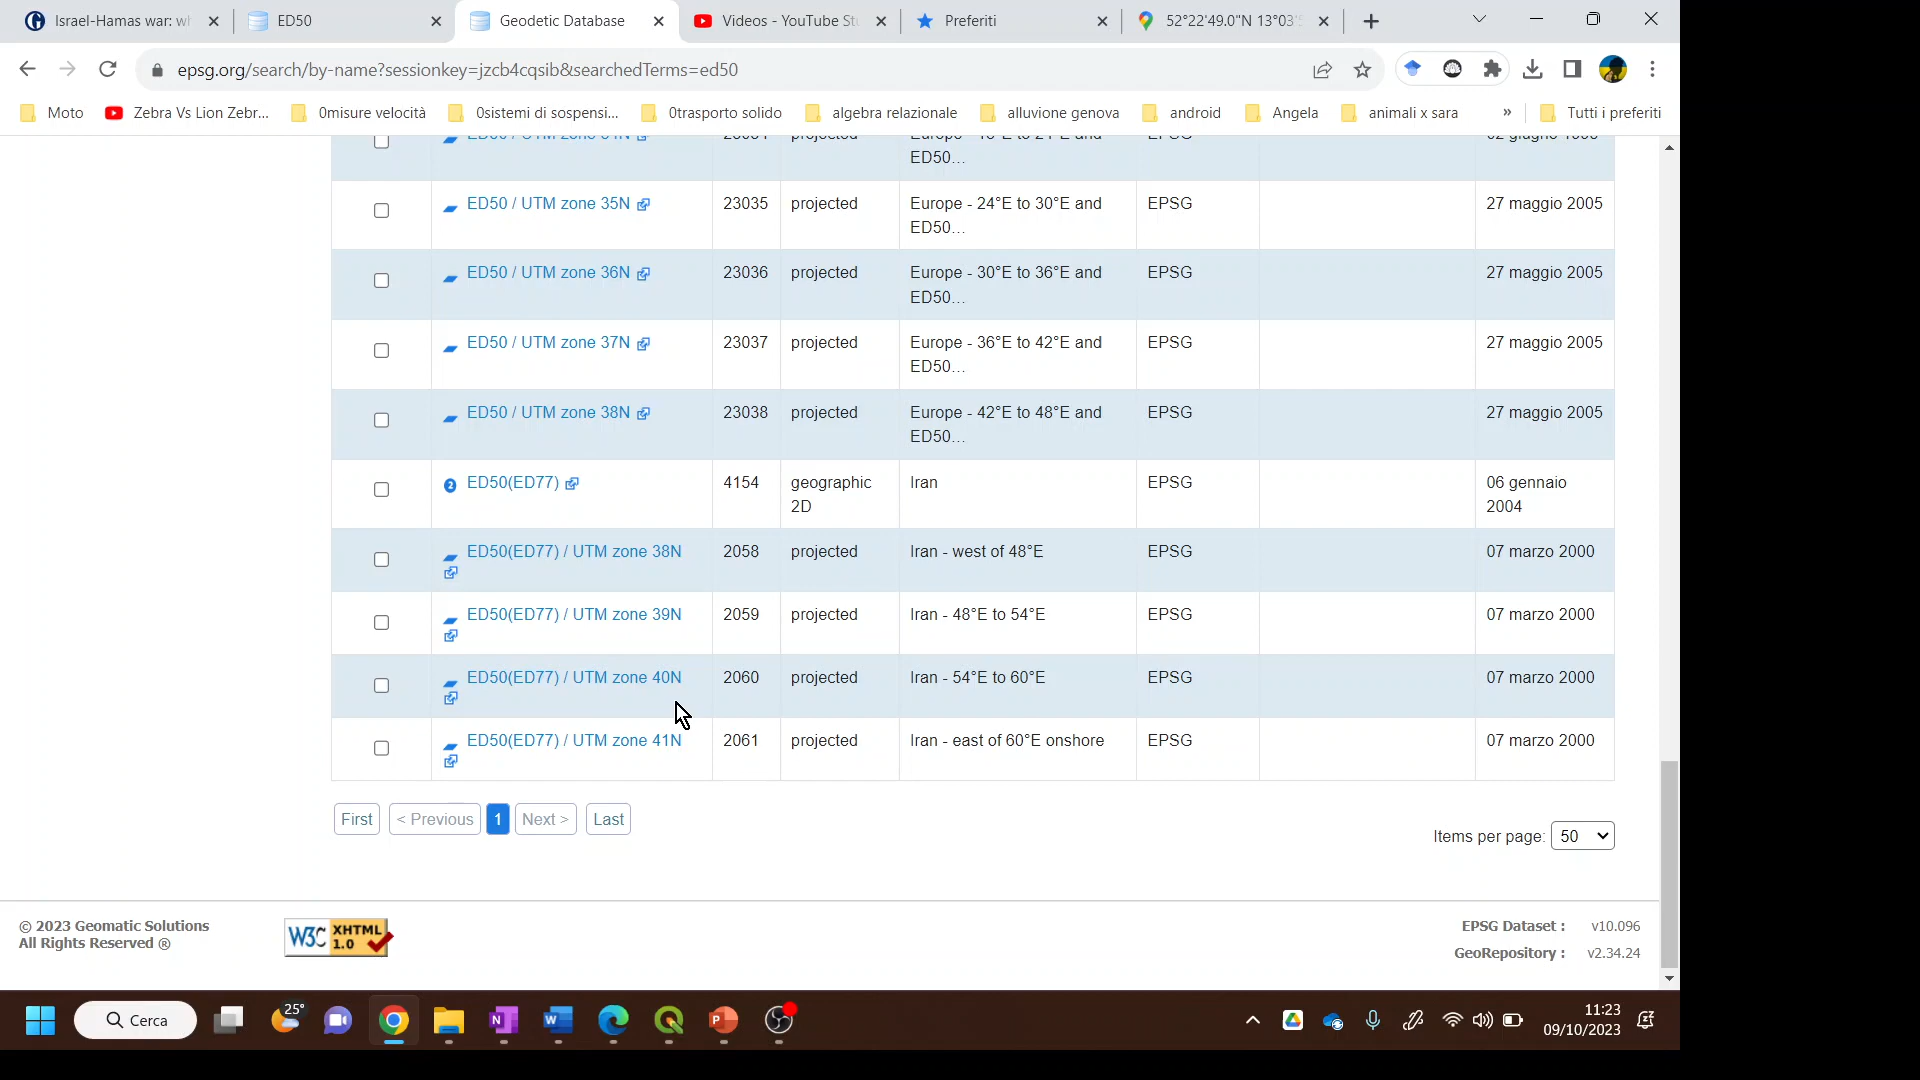 Israel-Hamas war: wh
ED50
Geodetic Database
Videos - YouTube Stu
Preferiti
52°22'49.0"N 13°03'5
epsg.org/search/by-name?sessionkey=jzcb4cqsib&searchedTerms=ed50
Moto
Zebra Vs Lion Zebr...
0misure velocità
0sistemi di sospensi...
0trasporto solido
algebra relazionale
alluvione genova
android
Angela
animali x sara
»
Tutti i preferiti
ED50...
ED50 / UTM zone 35N 23035 projected Europe - 24°E to 30°E and EPSG 27 maggio 2005
ED50...
ED50 / UTM zone 36N 23036 projected Europe - 30°E to 36°E and EPSG 27 maggio 2005
ED50...
ED50 / UTM zone 37N 23037 projected Europe - 36°E to 42°E and EPSG 27 maggio 2005
ED50...
ED50 / UTM zone 38N 23038 projected Europe - 42°E to 48°E and EPSG 27 maggio 2005
ED50...
2 ED50(ED77) 4154 geographic Iran EPSG 06 gennaio
2D 2004
ED50(ED77) / UTM zone 38N 2058 projected Iran - west of 48°E EPSG 07 marzo 2000
ED50(ED77) / UTM zone 39N 2059 projected Iran - 48°E to 54°E EPSG 07 marzo 2000
ED50(ED77) / UTM zone 40N 2060 projected Iran - 54°E to 60°E EPSG 07 marzo 2000
ED50(ED77) / UTM zone 41N 2061 projected Iran - east of 60°E onshore EPSG 07 marzo 2000
First < Previous 1 Next > Last
Items per page: 50
© 2023 Geomatic Solutions
All Rights Reserved ®
W3C XHTML 1.0
EPSG Dataset : v10.096
GeoRepository : v2.34.24
Cerca
25°
11:23
09/10/2023